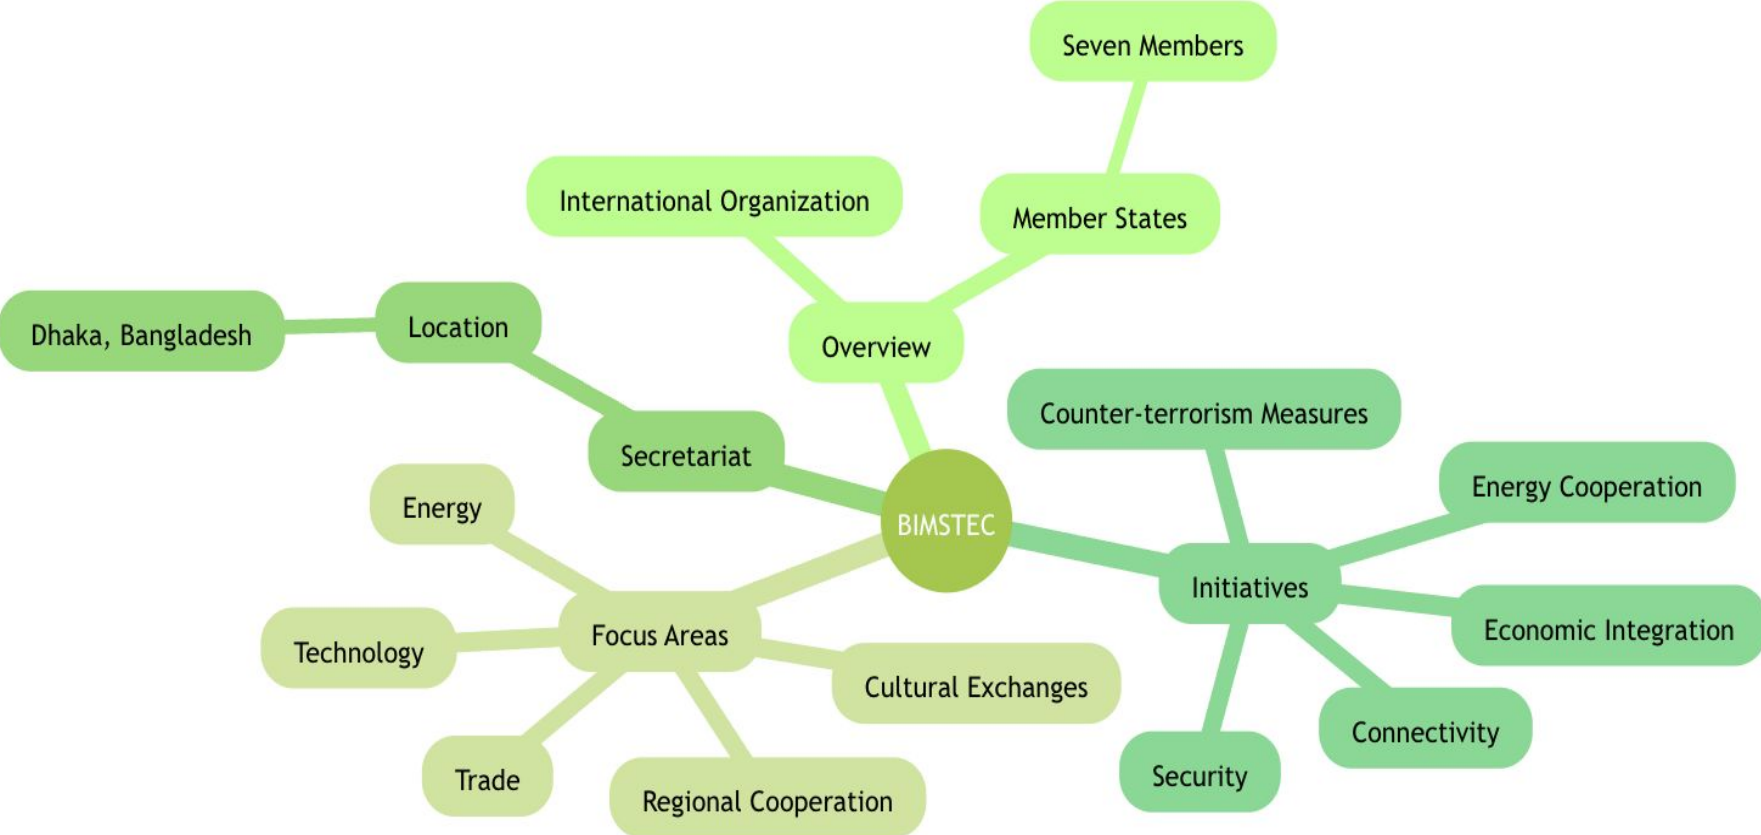 Seven Members
International Organization
Member States
Dhaka, Bangladesh
Location
Overview
Counter-terrorism Measures
Secretariat
Energy Cooperation
Energy
BIMSTEC
Initiatives
Economic Integration
Focus Areas
Technology
Cultural Exchanges
Connectivity
Trade
Security
Regional Cooperation